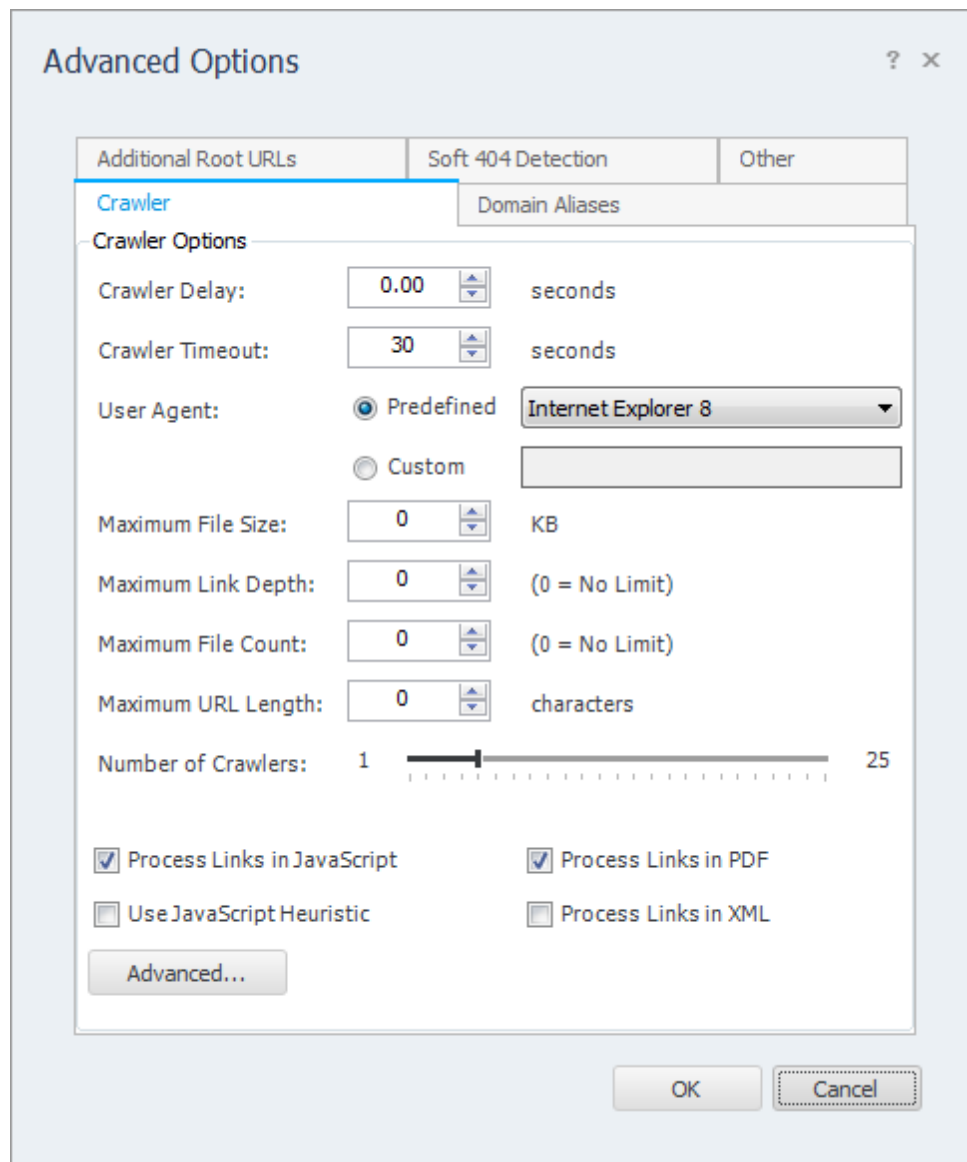 Advanced Options ? ×
Additional Root URLs Soft 404 Detection Other
Crawler Domain Aliases
Crawler Options
Crawler Delay: 0.00 seconds
Crawler Timeout: 30 seconds
User Agent: Predefined Internet Explorer 8
Custom
Maximum File Size: 0 KB
Maximum Link Depth: 0 (0 = No Limit)
Maximum File Count: 0 (0 = No Limit)
Maximum URL Length: 0 characters
Number of Crawlers: 1 25
Process Links in JavaScript Process Links in PDF
Use JavaScript Heuristic Process Links in XML
Advanced...
OK Cancel